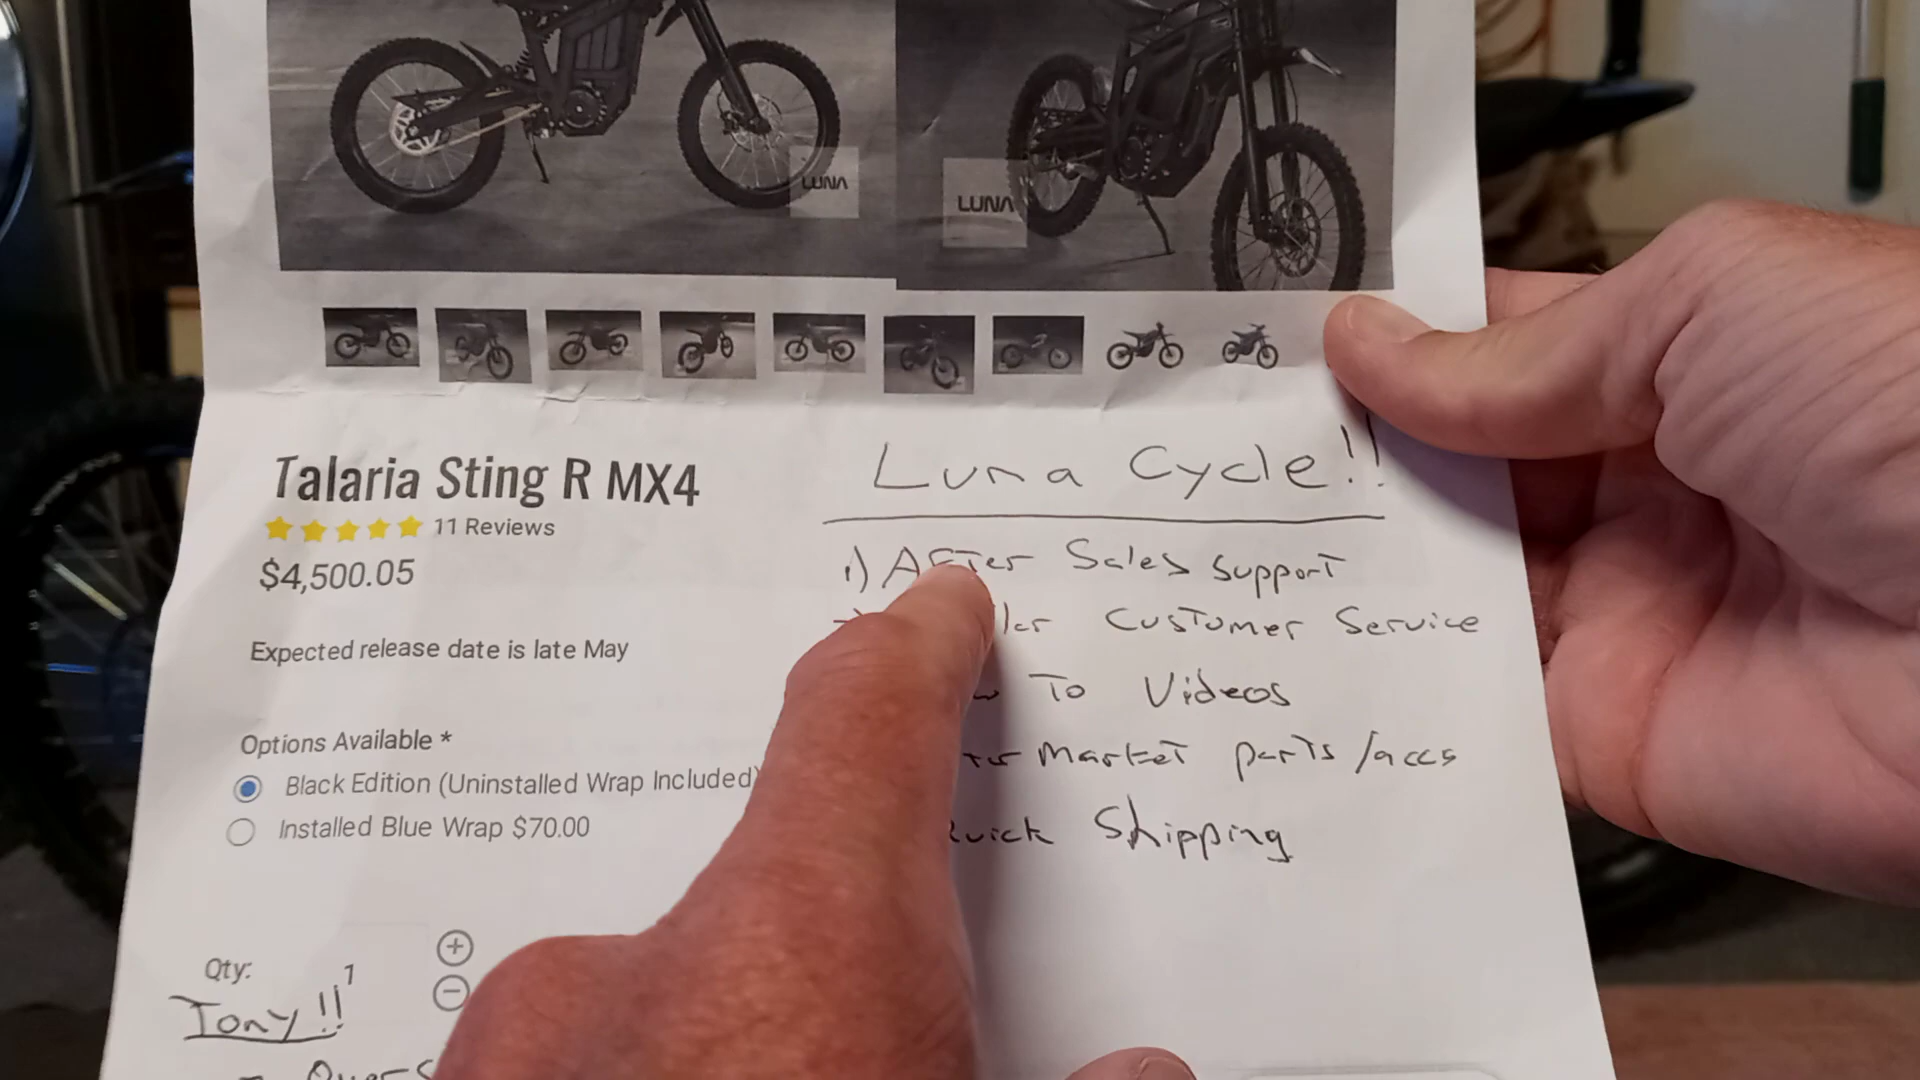 LUNA
LUNA
Talaria Sting R MX4
11 Reviews
$4,500.05
Expected release date is late May
Options Available *
Black Edition (Uninstalled Wrap Included)
Installed Blue Wrap $70.00
Qty:
1
Tony!!
Luna Cycle!!
1) AFTer Sales Support
Customer Service
To Videos
Market parts/accs
Quick Shipping